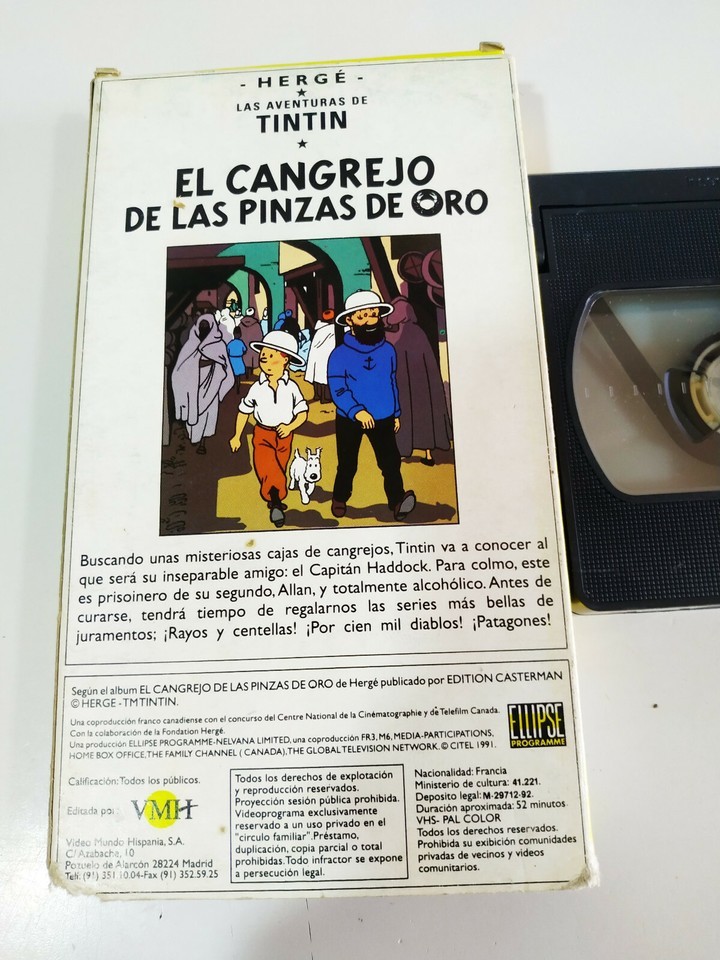 - HERGÉ -
LAS AVENTURAS DE
TINTIN
EL CANGREJO
DE LAS PINZAS DE ORO
Buscando unas misteriosas cajas de cangrejos, Tintin va a conocer al
que será su inseparable amigo: el Capitán Haddock. Para colmo, este
es prisoinero de su segundo, Allan, y totalmente alcohólico. Antes de
curarse, tendrá tiempo de regalarnos las series más bellas de
juramentos; ¡Rayos y centellas! ¡Por cien mil diablos! ¡Patagones!
Según el album EL CANGREJO DE LAS PINZAS DE ORO de Hergé publicado por EDITION CASTERMAN
© HERGE - TM TINTIN.
Una coproducción franco canadiense con el concurso del Centre National de la Cinématographie y de Telefilm Canada.
Con la colaboración de la Fondation Hergé.
Una producción ELLIPSE PROGRAMME-NELVANA LIMITED, una coproducción FR3, M6, MEDIA-PARTICIPATIONS.
HOME BOX OFFICE, THE FAMILY CHANNEL ( CANADA), THE GLOBAL TELEVISION NETWORK. © CITEL 1991.
ELLIPSE
PROGRAMME
Calificación: Todos los públicos.
Editada por:
VMH
Video Mundo Hispania, S.A.
C/ Azabache, 10
Pozuelo de Alarcón 28224 Madrid
Telf: (91) 351.10.04-Fax (91) 352.59.25
Todos los derechos de explotación
y reproducción reservados.
Proyección sesión pública prohibida.
Videoprograma exclusivamente
reservado a un uso privado en el
"circulo familiar". Préstamo,
duplicación, copia parcial o total
prohibidas. Todo infractor se expone
a persecución legal.
Nacionalidad: Francia
Ministerio de cultura: 41.221.
Deposito legal: M-29712-92.
Duración aproximada: 52 minutos
VHS- PAL COLOR
Todos los derechos reservados.
Prohibida su exibición comunidades
privadas de vecinos y videos
comunitarios.